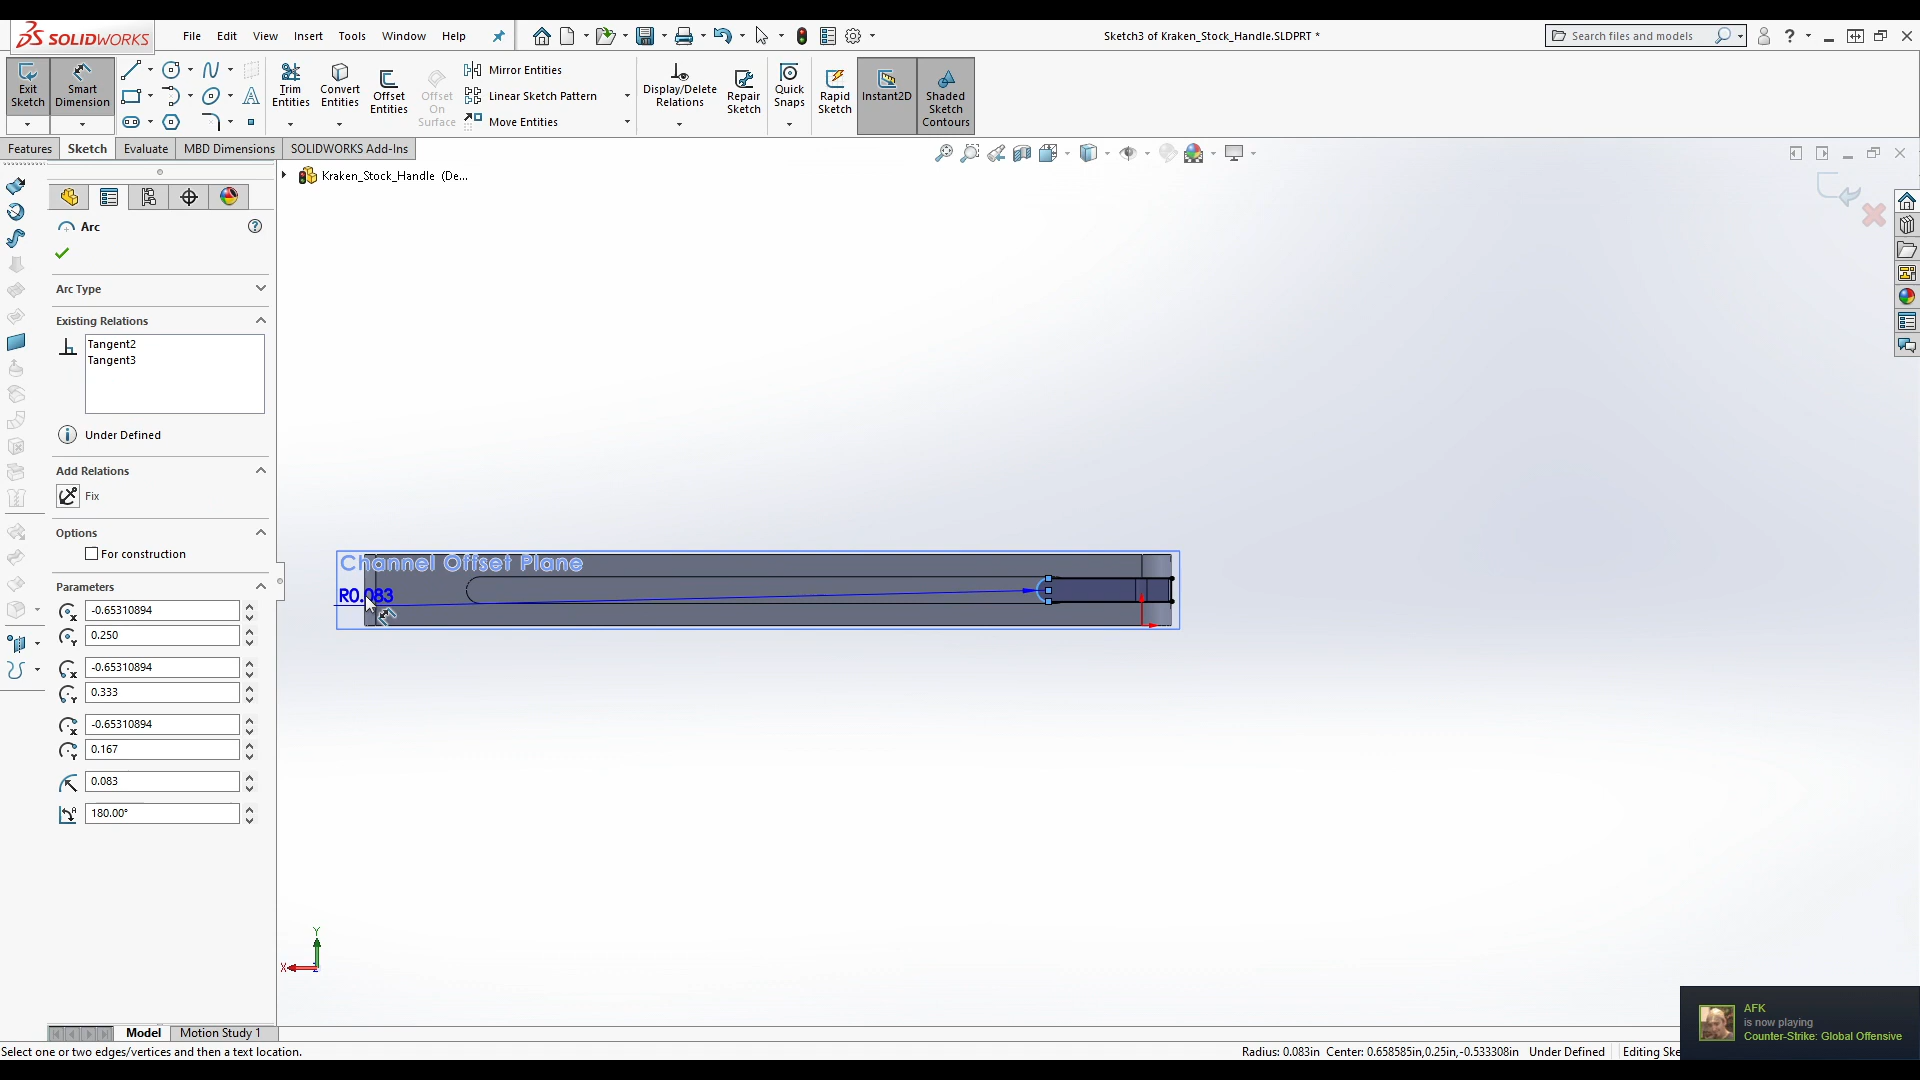 SOLIDWORKS File Edit View Insert Tools Window Help Sketch3 of Kraken_Stock_Handle.SLDPRT * Search files and models
Exit Sketch
Smart Dimension
Trim Entities
Convert Entities
Offset Entities
Offset On Surface
Mirror Entities
Linear Sketch Pattern
Move Entities
Display/Delete Relations
Repair Sketch
Quick Snaps
Rapid Sketch
Instant2D
Shaded Sketch Contours
Features Sketch Evaluate MBD Dimensions SOLIDWORKS Add-Ins
Kraken_Stock_Handle (De...
Arc
Arc Type
Existing Relations
Tangent2
Tangent3
Under Defined
Add Relations
Fix
Options
For construction
Parameters
-0.65310894
0.250
-0.65310894
0.333
-0.65310894
0.167
0.083
180.00°
Channel Offset Plane
R0.083
Y
X
Z
Model Motion Study 1
Select one or two edges/vertices and then a text location.
Radius: 0.083in Center: 0.658585in,0.25in,-0.533308in Under Defined Editing Ske
AFK
is now playing
Counter-Strike: Global Offensive